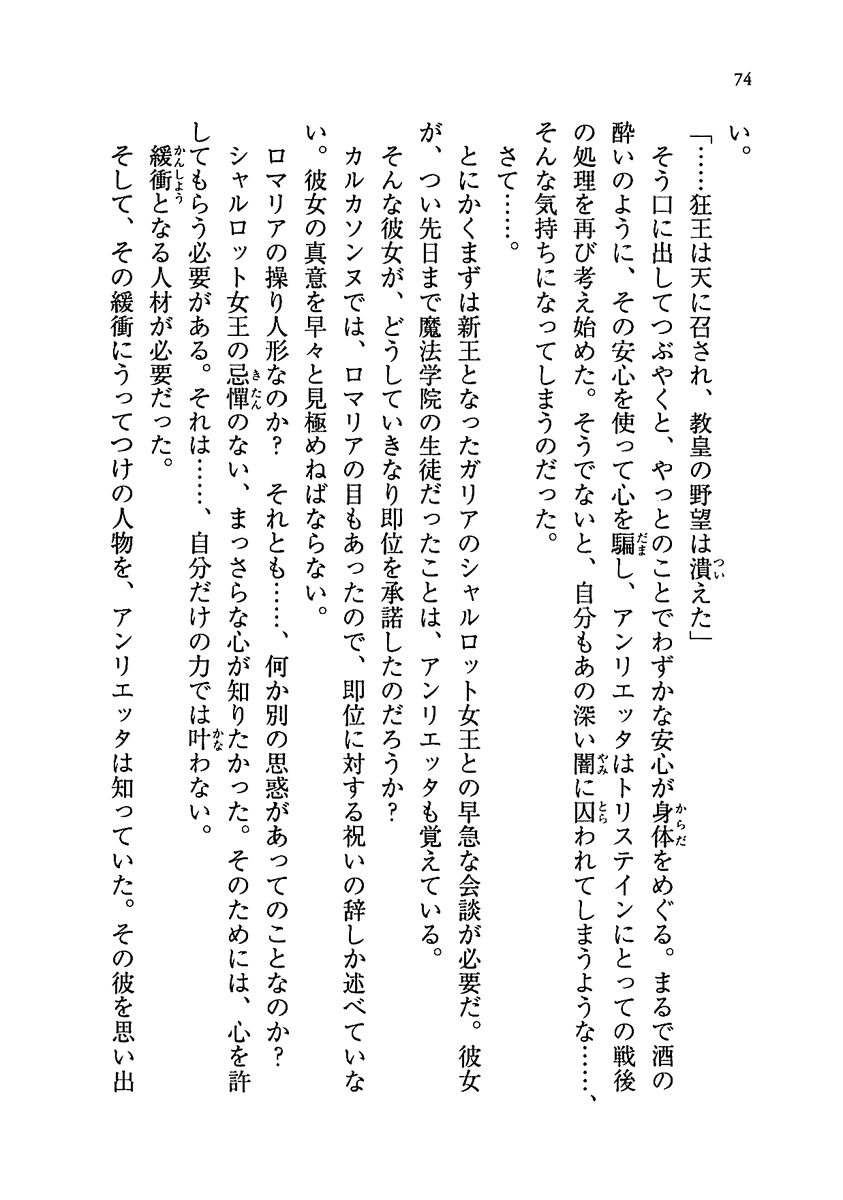 74
い。
「……狂王は天に召され、教皇の野望は潰えた」
そう口に出してつぶやくと、やっとのことでわずかな安心が身体をめぐる。まるで酒の
酔いのように、その安心を使って心を騙し、アンリエッタはトリステインにとっての戦後
の処理を再び考え始めた。そうでないと、自分もあの深い闇に囚われてしまうような……、
そんな気持ちになってしまうのだった。
さて……。
とにかくまずは新王となったガリアのシャルロット女王との早急な会談が必要だ。彼女
が、つい先日まで魔法学院の生徒だったことは、アンリエッタも覚えている。
そんな彼女が、どうしていきなり即位を承諾したのだろうか?
カルカソンヌでは、ロマリアの目もあったので、即位に対する祝いの辞しか述べていな
い。彼女の真意を早々と見極めねばならない。
ロマリアの操り人形なのか? それとも……、何か別の思惑があってのことなのか?
シャルロット女王の忌憚のない、まっさらな心が知りたかった。そのためには、心を許
してもらう必要がある。それは……、自分だけの力では叶わない。
緩衝となる人材が必要だった。
そして、その緩衝にうってつけの人物を、アンリエッタは知っていた。その彼を思い出